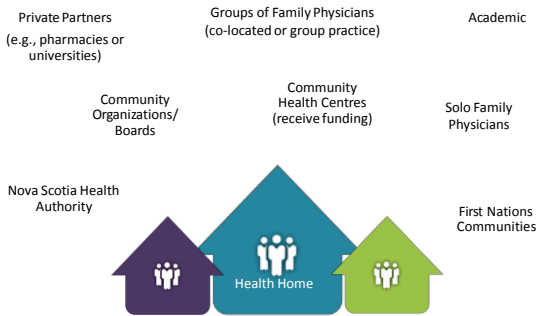 Private Partners
(e.g., pharmacies or
universities)
Groups of Family Physicians
(co-located or group practice)
Academic
Community
Organizations/
Boards
Community
Health Centres
(receive funding)
Solo Family
Physicians
Nova Scotia Health
Authority
First Nations
Communities
Health Home